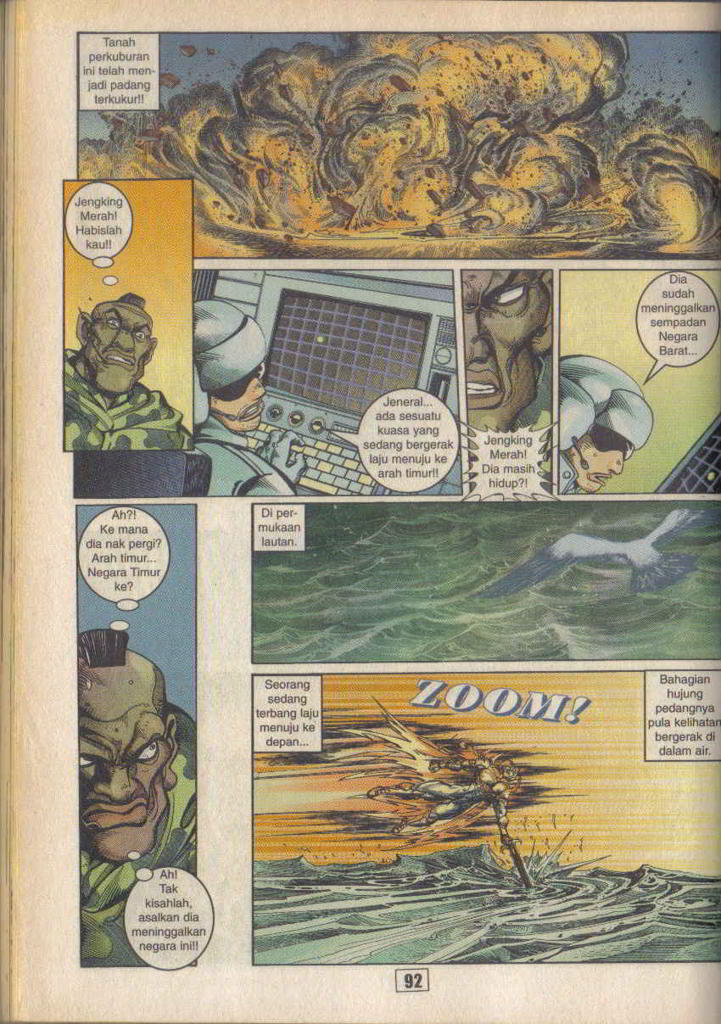 Tanah
perkuburan
ini telah men-
jadi padang
terkukur!!
Jengking
Merah!
Habislah
kau!!
Jeneral...
ada sesuatu
kuasa yang
sedang bergerak
laju menuju ke
arah timur!!
Jengking
Merah!
Dia masih
hidup?!
Dia
sudah
meninggalkan
sempadan
Negara
Barat...
Ah?!
Ke mana
dia nak pergi?
Arah timur...
Negara Timur
ke?
Ah!
Tak
kisahlah,
asalkan dia
meninggalkan
negara ini!!
Di per-
mukaan
lautan.
Seorang
sedang
terbang laju
menuju ke
depan...
ZOOM!
Bahagian
hujung
pedangnya
pula kelihatan
bergerak di
dalam air.
92